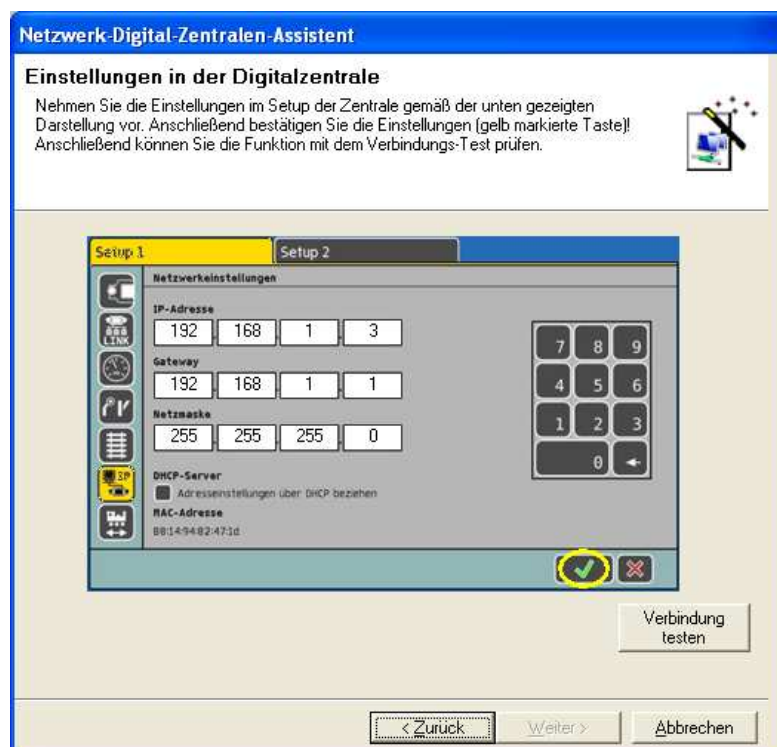 Netzwerk-Digital-Zentralen-Assistent
Einstellungen in der Digitalzentrale
Nehmen Sie die Einstellungen im Setup der Zentrale gemäß der unten gezeigten
Darstellung vor. Anschließend bestätigen Sie die Einstellungen (gelb markierte Taste)!
Anschließend können Sie die Funktion mit dem Verbindungs-Test prüfen.
Setup 1 Setup 2
Netzwerkeinstellungen
IP-Adresse
192 168 1 3
Gateway
192 168 1 1
Netzmaske
255 255 255 0
DHCP-Server
Adresseinstellungen über DHCP beziehen
MAC-Adresse
LINK
IP
7 8 9
4 5 6
1 2 3
0
Verbindung
testen
< Zurück Weiter > Abbrechen